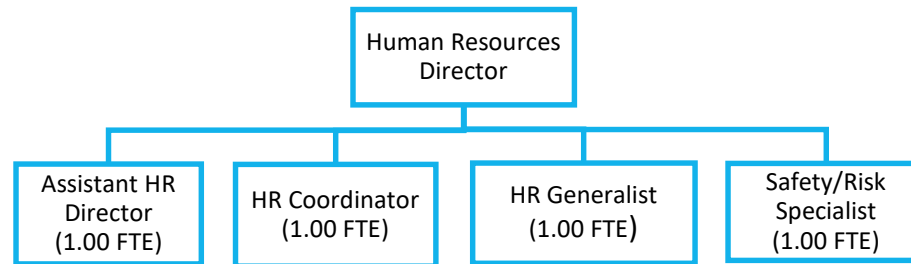 Human Resources
Director
Assistant HR
Director
(1.00 FTE)
HR Coordinator
(1.00 FTE)
HR Generalist
(1.00 FTE)
Safety/Risk
Specialist
(1.00 FTE)